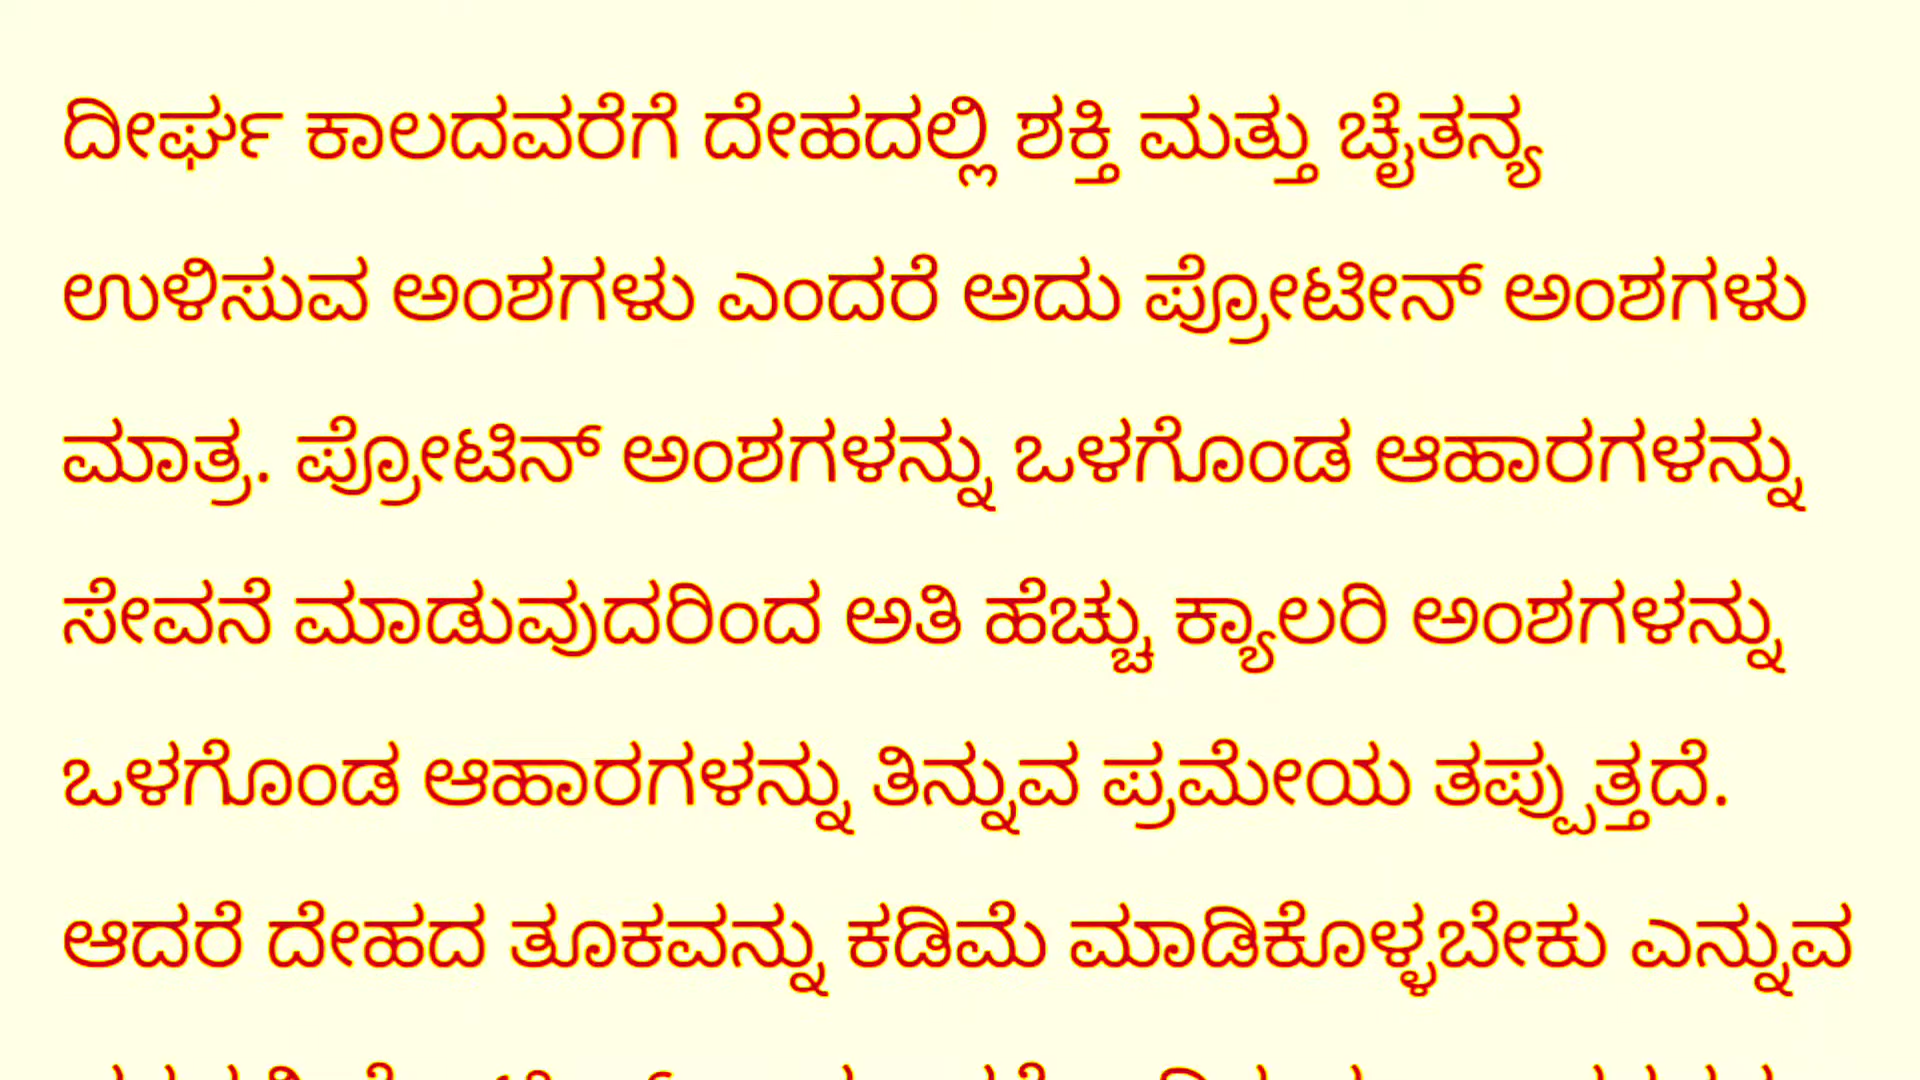 ದೀರ್ಘ ಕಾಲದವರೆಗೆ ದೇಹದಲ್ಲಿ ಶಕ್ತಿ ಮತ್ತು ಚೈತನ್ಯ
ಉಳಿಸುವ ಅಂಶಗಳು ಎಂದರೆ ಅದು ಪ್ರೋಟೀನ್ ಅಂಶಗಳು
ಮಾತ್ರ. ಪ್ರೋಟಿನ್ ಅಂಶಗಳನ್ನು ಒಳಗೊಂಡ ಆಹಾರಗಳನ್ನು
ಸೇವನೆ ಮಾಡುವುದರಿಂದ ಅತಿ ಹೆಚ್ಚು ಕ್ಯಾಲರಿ ಅಂಶಗಳನ್ನು
ಒಳಗೊಂಡ ಆಹಾರಗಳನ್ನು ತಿನ್ನುವ ಪ್ರಮೇಯ ತಪ್ಪುತ್ತದೆ.
ಆದರೆ ದೇಹದ ತೂಕವನ್ನು ಕಡಿಮೆ ಮಾಡಿಕೊಳ್ಳಬೇಕು ಎನ್ನುವ